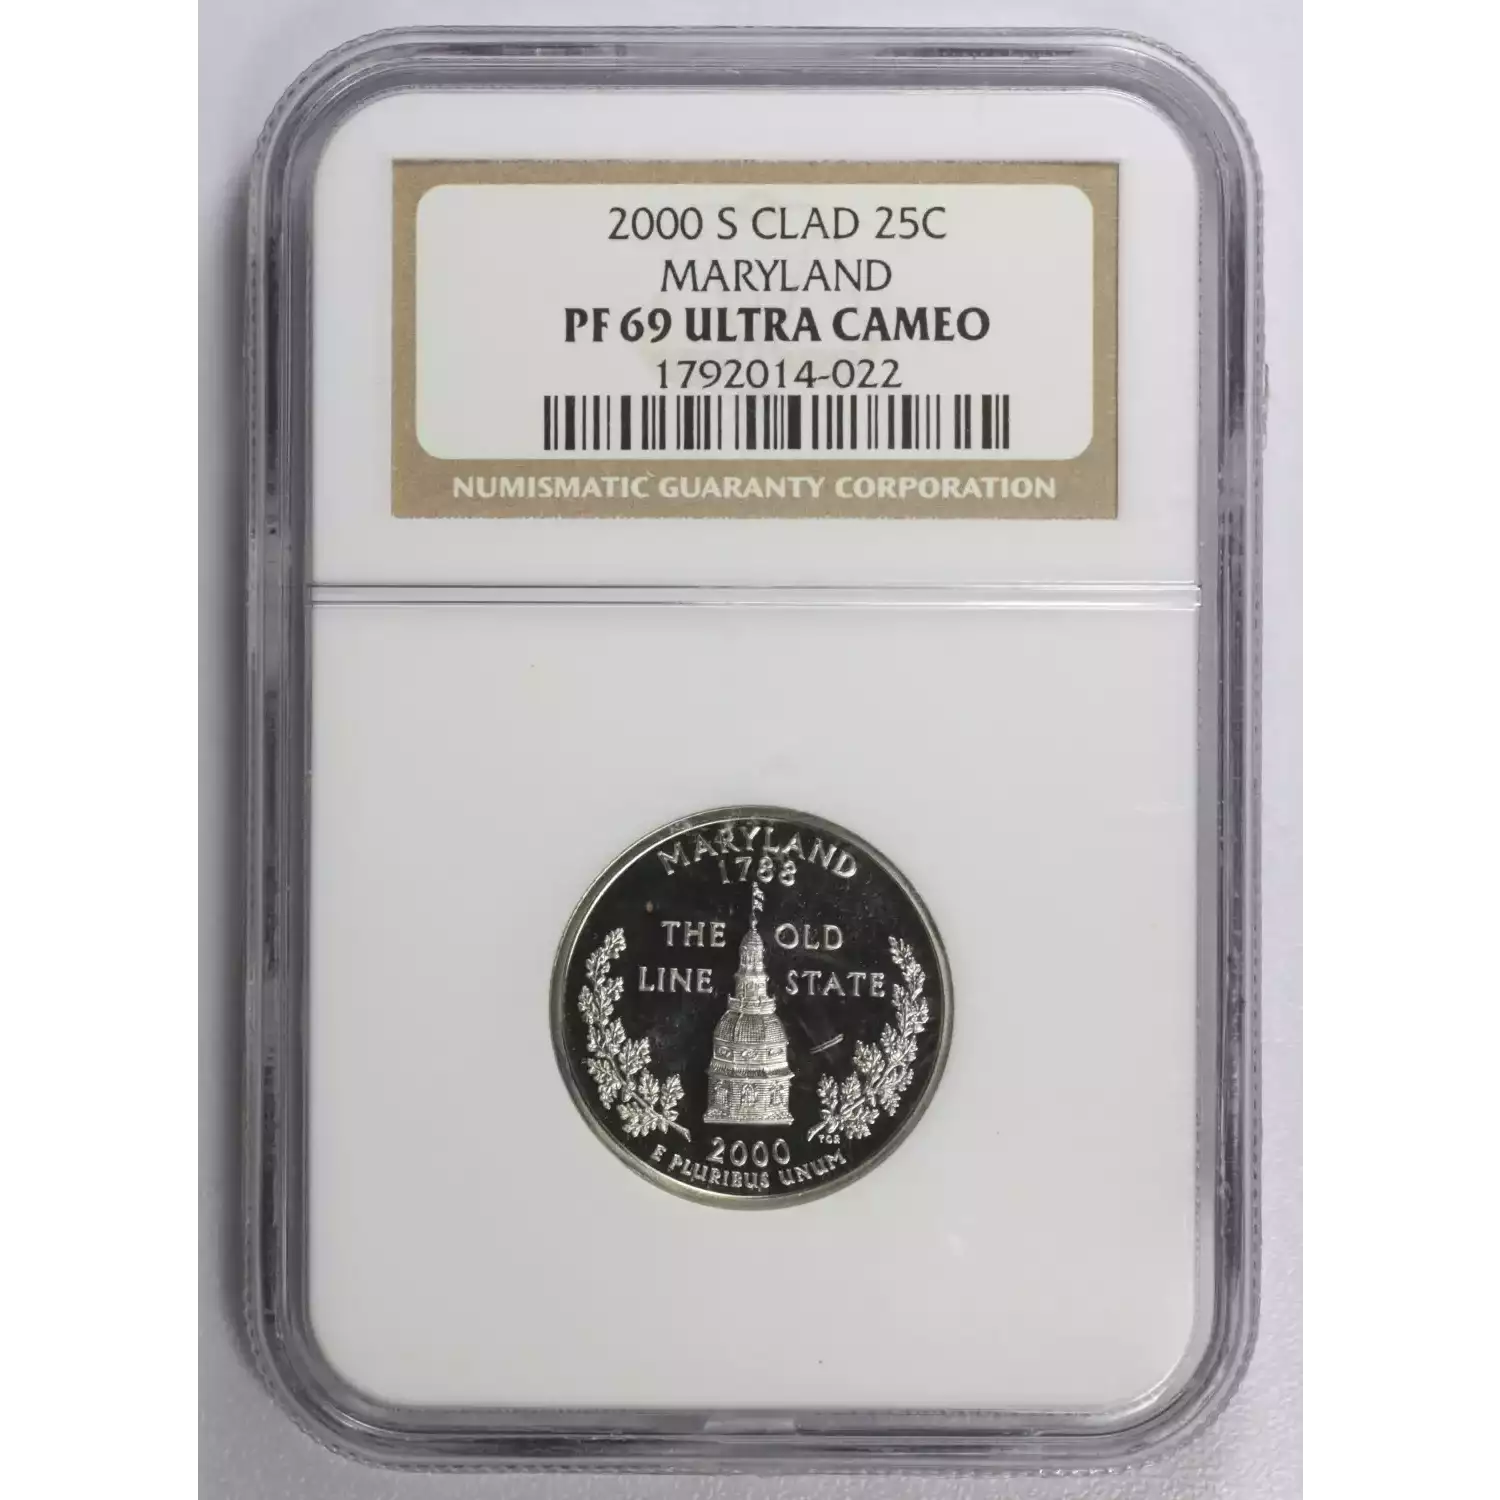 2000 S CLAD 25C
MARYLAND
PF 69 ULTRA CAMEO
1792014-022
NUMISMATIC GUARANTY CORPORATION
MARYLAND
1788
THE OLD
LINE STATE
TCR
2000
E PLURIBUS UNUM